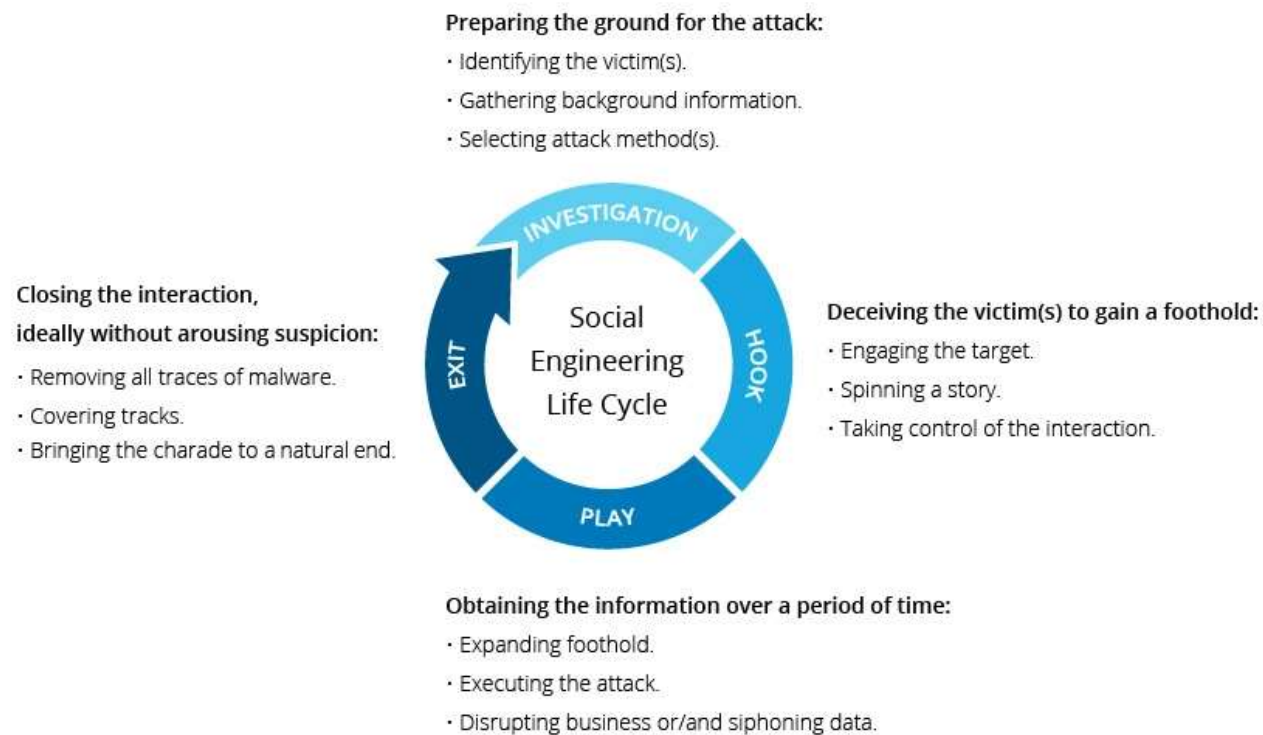 Preparing the ground for the attack:
· Identifying the victim(s).
· Gathering background information.
· Selecting attack method(s).
INVESTIGATION
HOOK
PLAY
EXIT
Social
Engineering
Life Cycle
Deceiving the victim(s) to gain a foothold:
· Engaging the target.
· Spinning a story.
· Taking control of the interaction.
Obtaining the information over a period of time:
· Expanding foothold.
· Executing the attack.
· Disrupting business or/and siphoning data.
Closing the interaction,
ideally without arousing suspicion:
· Removing all traces of malware.
· Covering tracks.
· Bringing the charade to a natural end.